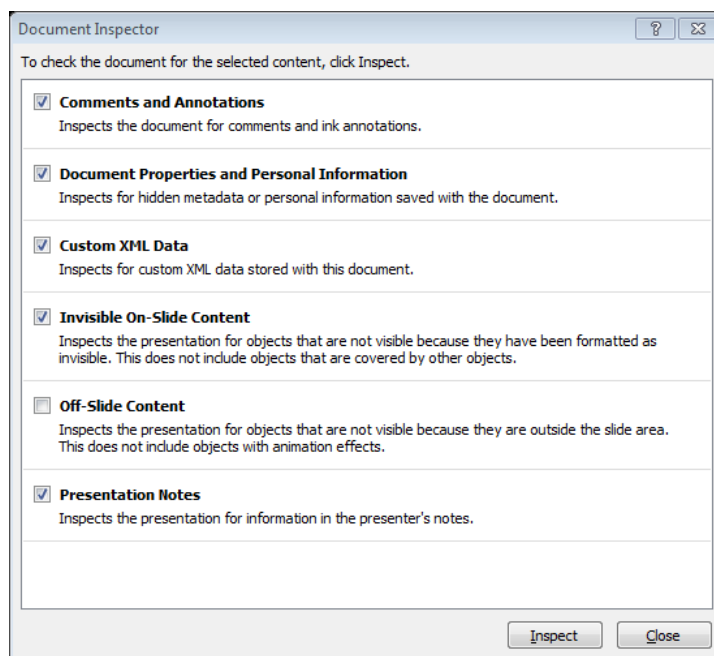 Document Inspector
To check the document for the selected content, click Inspect.
Comments and Annotations
Inspects the document for comments and ink annotations.
Document Properties and Personal Information
Inspects for hidden metadata or personal information saved with the document.
Custom XML Data
Inspects for custom XML data stored with this document.
Invisible On-Slide Content
Inspects the presentation for objects that are not visible because they have been formatted as
invisible. This does not include objects that are covered by other objects.
Off-Slide Content
Inspects the presentation for objects that are not visible because they are outside the slide area.
This does not include objects with animation effects.
Presentation Notes
Inspects the presentation for information in the presenter's notes.
Inspect Close